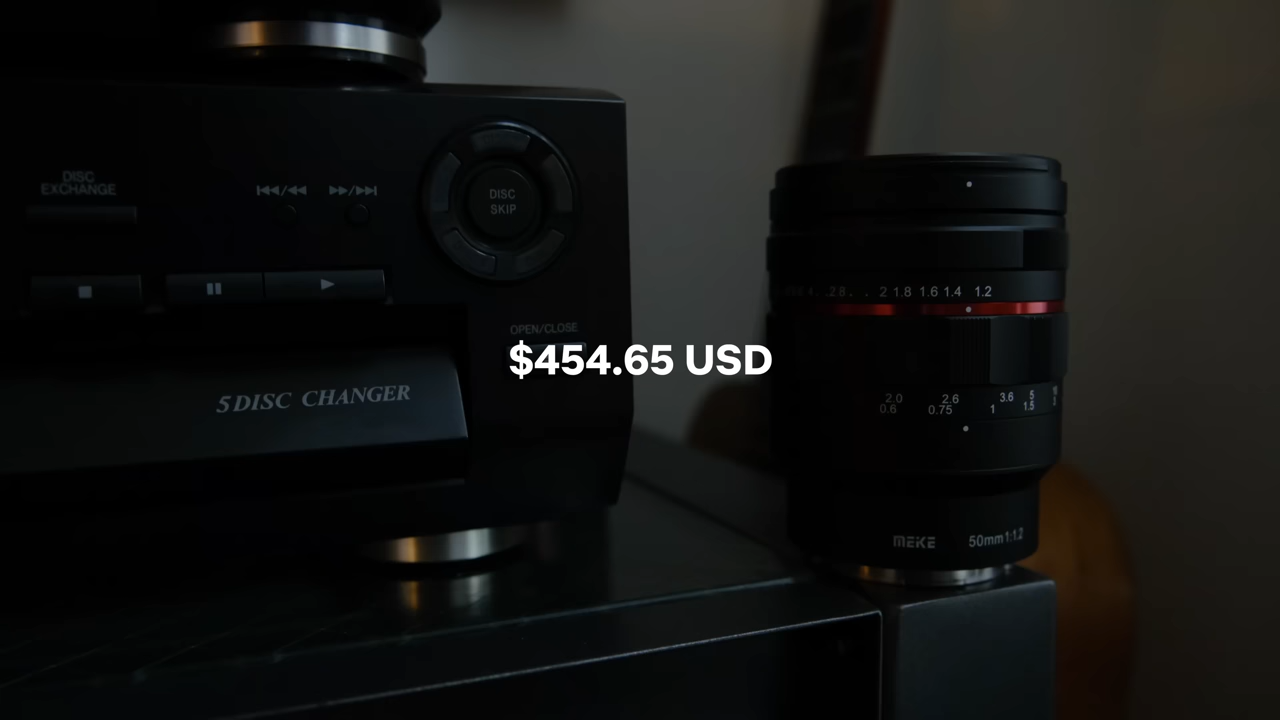 DISC
EXCHANGE
DISC
SKIP
OPEN/CLOSE
5 DISC CHANGER
$454.65 USD
2 1.8 1.6 1.4 1.2
2.0 2.6 3.6 5
0.6 0.75 1 1.5
MEKE 50mm 1:1.2